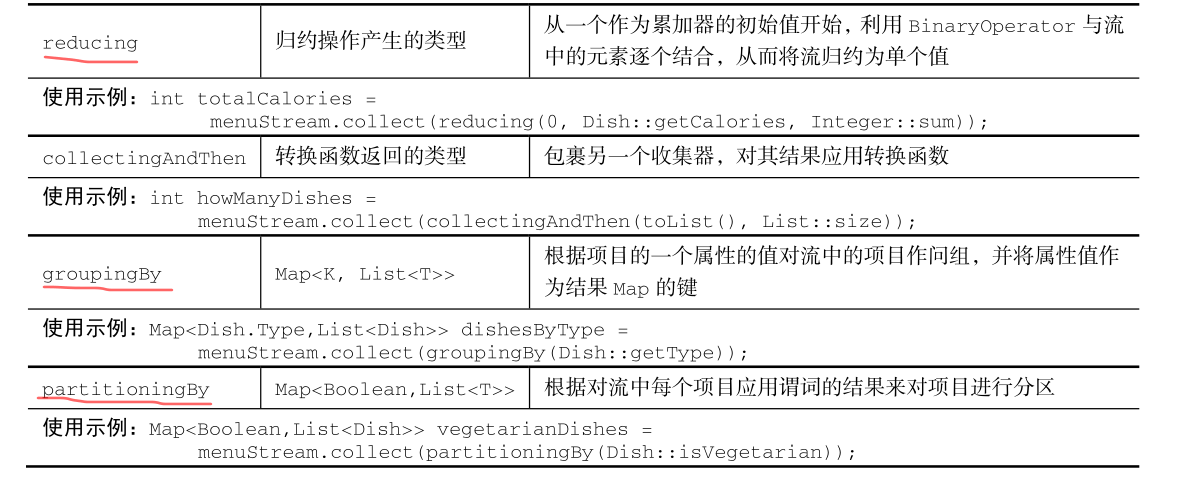 reducing 归约操作产生的类型 从一个作为累加器的初始值开始，利用 BinaryOperator 与流
中的元素逐个结合，从而将流归约为单个值
使用示例：int totalCalories =
menuStream.collect(reducing(0, Dish::getCalories, Integer::sum));
collectingAndThen 转换函数返回的类型 包裹另一个收集器，对其结果应用转换函数
使用示例：int howManyDishes =
menuStream.collect(collectingAndThen(toList(), List::size));
groupingBy Map<K, List<T>> 根据项目的一个属性的值对流中的项目作问组，并将属性值作
为结果 Map 的键
使用示例：Map<Dish.Type,List<Dish>> dishesByType =
menuStream.collect(groupingBy(Dish::getType));
partitioningBy Map<Boolean,List<T>> 根据对流中每个项目应用谓词的结果来对项目进行分区
使用示例：Map<Boolean,List<Dish>> vegetarianDishes =
menuStream.collect(partitioningBy(Dish::isVegetarian));